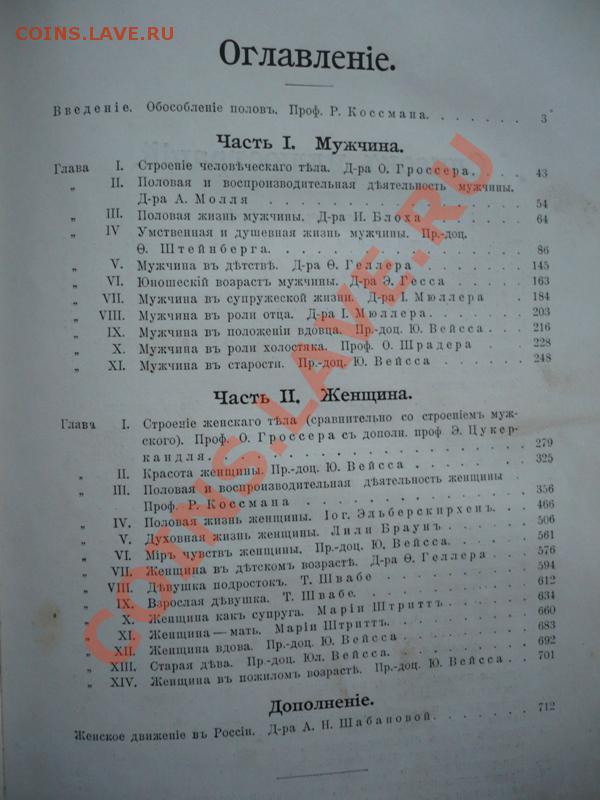 COINS.LAVE.RU
Оглавленіе.
Введеніе. Обособленіе половъ. Проф. Р. Коссмана. . . . . . . 3
Часть I. Мужчина.
Глава I. Строеніе человѣческаго тѣла. Д-ра О. Гроссера. . . . . 43
„ II. Половая и воспроизводительная дѣятельность мужчины.
Д-ра А. Молля . . . . . . . . . . 54
„ III. Половая жизнь мужчины. Д-ра И. Блоха . . . . . 64
„ IV Умственная и душевная жизнь мужчины. Пр.-доц.
Ѳ. Штейнберга. . . . . . . . . . 86
„ V. Мужчина въ дѣтствѣ. Д-ра Ѳ. Геллера . . . . . 145
„ VI. Юношескій возрастъ мужчины. Д-ра Э. Гесса . . . . 163
„ VII. Мужчина въ супружеской жизни. Д-ра I. Мюллера . . 184
„ VIII. Мужчина въ роли отца. Д-ра I. Мюллера. . . . . 203
„ IX. Мужчина въ положеніи вдовца. Пр.-доц. Ю. Вейсса . . 216
„ X. Мужчина въ роли холостяка. Проф. О. Шрадера . . . 228
„ XI. Мужчина въ старости. Пр.-доц. Ю. Вейсса . . . . 248
Часть II. Женщина.
Глава I. Строеніе женскаго тѣла (сравнительно со строеніемъ муж-
ского). Проф. О. Гроссера съ дополн. проф Э. Цукер-
кандля. . . . . . . . . . . . 279
„ II. Красота женщины. Пр.-доц. Ю. Вейсса . . . . . 325
„ III. Половая и воспроизводительная дѣятельность женщины
Проф. Р. Коссмана . . . . . . . . . 356
„ IV. Половая жизнь женщины. Іог. Эльберскирхенъ. . . . 466
„ V. Духовная жизнь женщины. Лили Браунъ . . . . . 506
„ VI. Міръ чувствъ женщины. Пр.-доц. Ю. Вейсса. . . . . 561
„ VII. Женщина въ дѣтскомъ возрастѣ. Д-ра Ѳ. Геллера . . 576
„ VIII. Дѣвушка подростокъ. Т. Швабе . . . . . . 594
„ IX. Взрослая дѣвушка. Т. Швабе. . . . . . . 612
„ X. Женщина какъ супруга. Маріи Штриттъ . . . . . 634
„ XI. Женщина — мать. Маріи Штриттъ. . . . . . 660
„ XII. Женщина вдова. Пр.-доц. Ю. Вейсса . . . . . 683
„ XIII. Старая дѣва. Пр.-доц. Юл. Вейсса. . . . . . 692
„ XIV. Женщина въ пожиломъ возрастѣ. Пр.-доц. Ю. Вейсса . . 701
Дополненіе.
Женское движеніе въ Россіи. Д-ра А. Н. Шабановой. . . . . . . 712
COINS.LAVE.RU